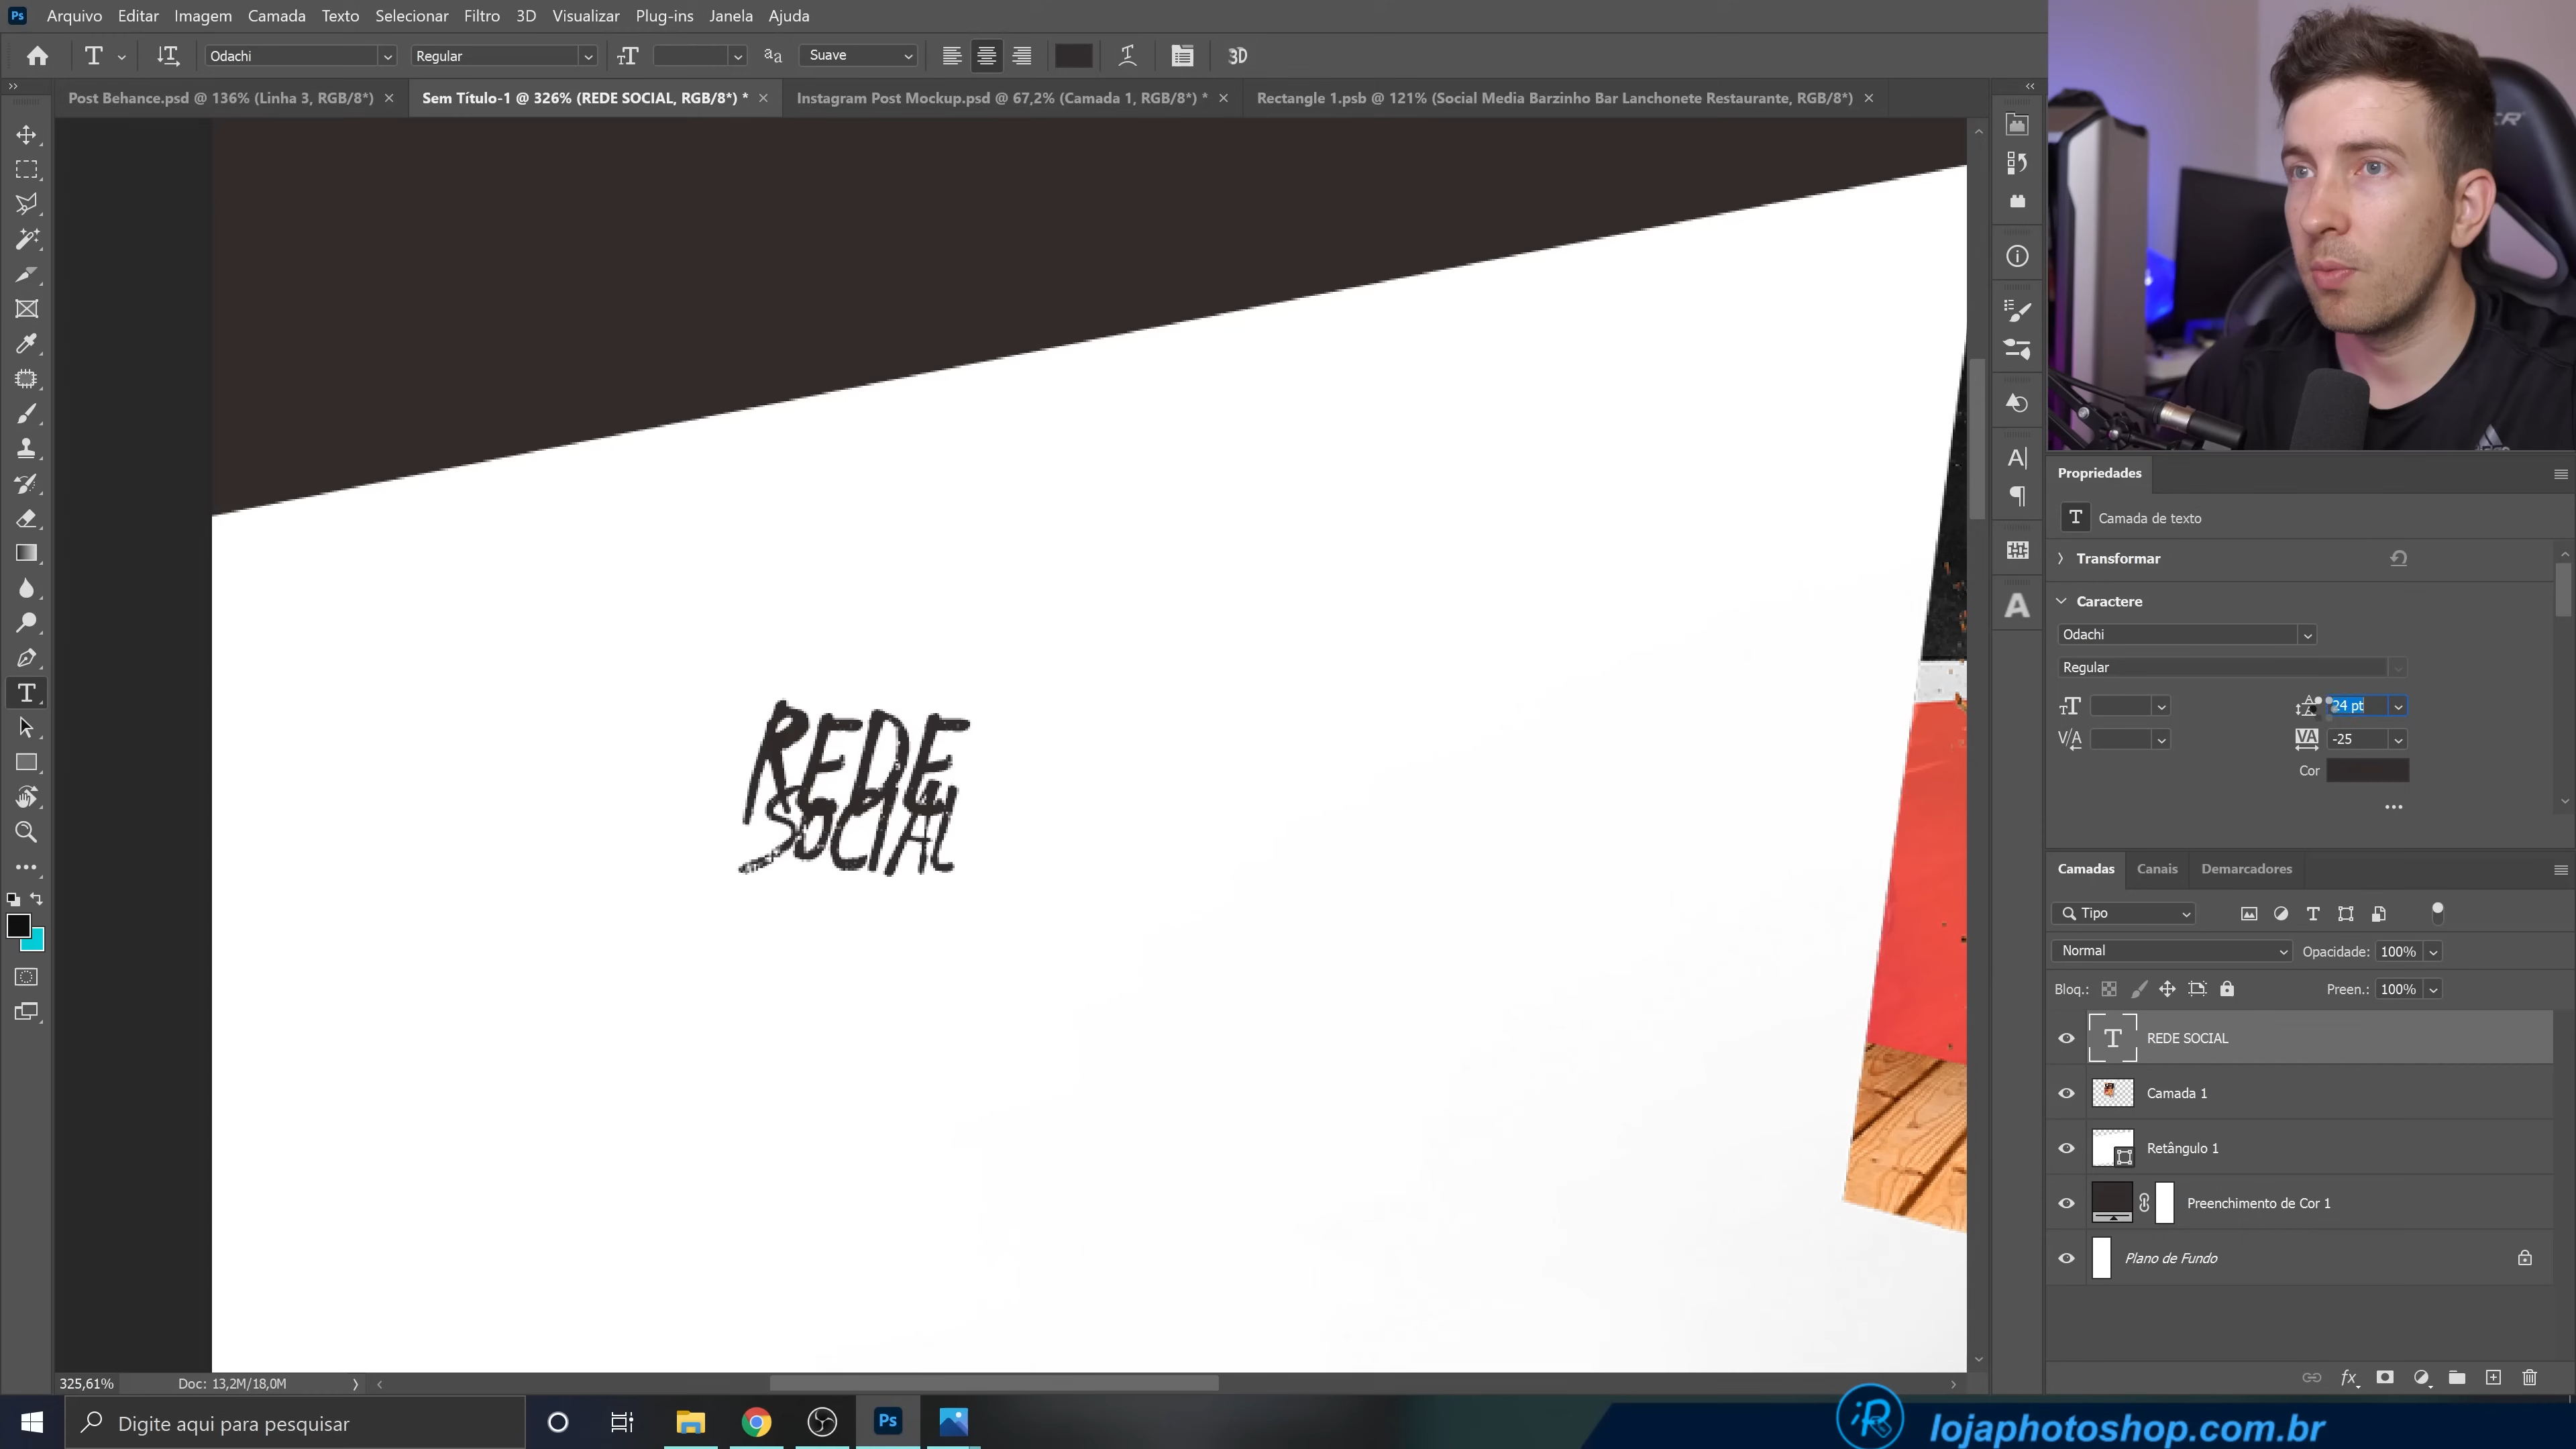 Ps Arquivo Editar Imagem Camada Texto Selecionar Filtro 3D Visualizar Plug-ins Janela Ajuda
T Odachi Regular aa Suave 3D
Post Behance.psd @ 136% (Linha 3, RGB/8*) × Sem Título-1 @ 326% (REDE SOCIAL, RGB/8*) * × Instagram Post Mockup.psd @ 67,2% (Camada 1, RGB/8*) * × Rectangle 1.psb @ 121% (Social Media Barzinho Bar Lanchonete Restaurante, RGB/8*) ×
REDE
SOCIAL
Propriedades
T Camada de texto
Transformar
Caractere
Odachi
Regular
24 pt
-25
Cor
Camadas Canais Demarcadores
Tipo
Normal Opacidade: 100%
Bloq.: Preen.: 100%
T REDE SOCIAL
Camada 1
Retângulo 1
Preenchimento de Cor 1
Plano de Fundo
325,61% Doc: 13,2M/18,0M
fx
Digite aqui para pesquisar
Ps
lojaphotoshop.com.br